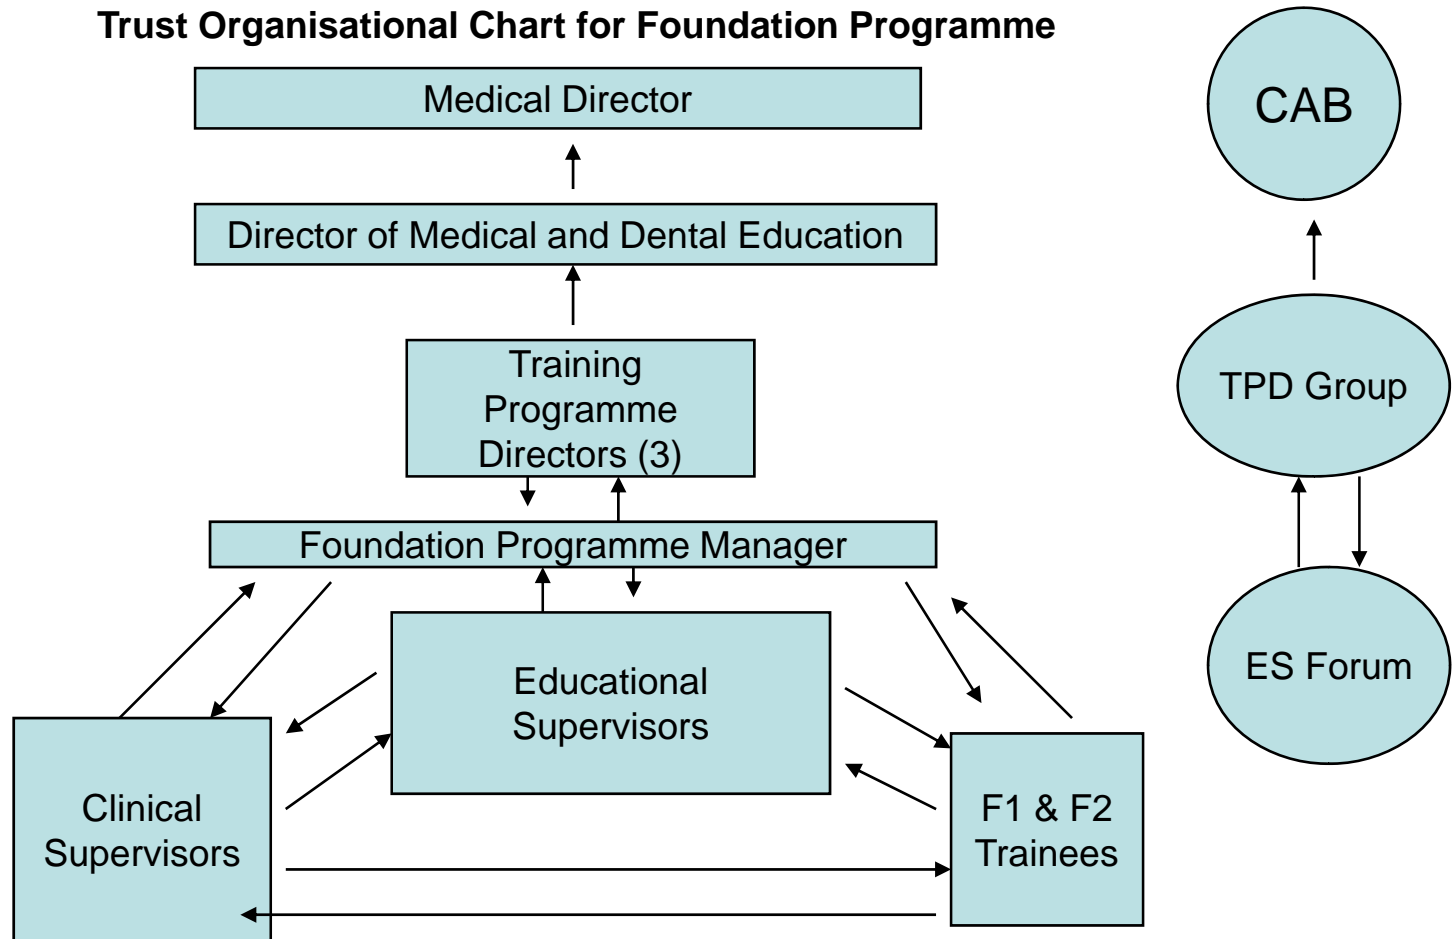 Trust Organisational Chart for Foundation Programme
Medical Director
Director of Medical and Dental Education
Training
Programme
Directors (3)
Foundation Programme Manager
Educational
Supervisors
Clinical
Supervisors
F1 & F2
Trainees
CAB
TPD Group
ES Forum